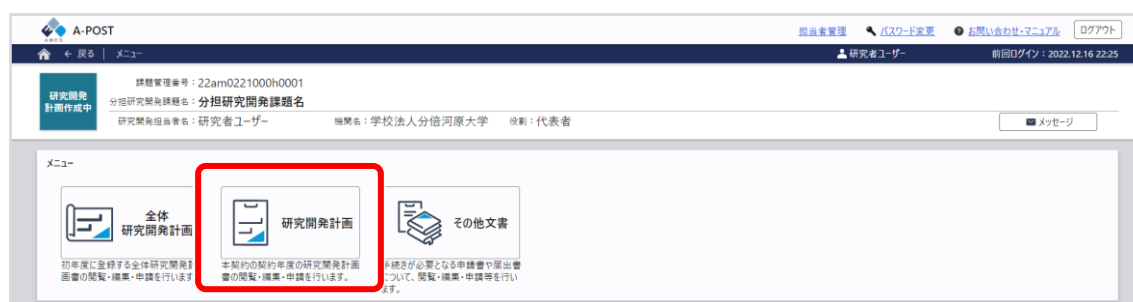 AMED A-POST
担当者管理 パスワード変更 お問い合わせ・マニュアル ログアウト
← 戻る | メニュー 研究者ユーザー 前回ログイン：2022.12.16 22:25
研究開発
計画作成中
課題管理番号：22am0221000h0001
分担研究開発課題名：分担研究開発課題名
研究開発担当者名：研究者ユーザー 機関名：学校法人分倍河原大学 役割：代表者
メッセージ
メニュー
全体
研究開発計画
初年度に登録する全体研究開発計
画書の閲覧・編集・申請を行います
研究開発計画
本契約の契約年度の研究開発計画
書の閲覧・編集・申請を行います。
その他文書
手続きが必要となる申請書や届出書
について、閲覧・編集・申請等を行い
ます。